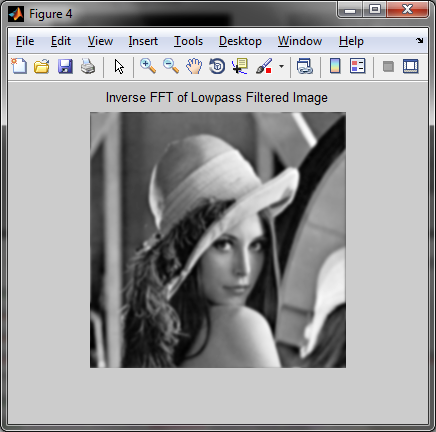 Figure 4
File Edit View Insert Tools Desktop Window Help
Inverse FFT of Lowpass Filtered Image